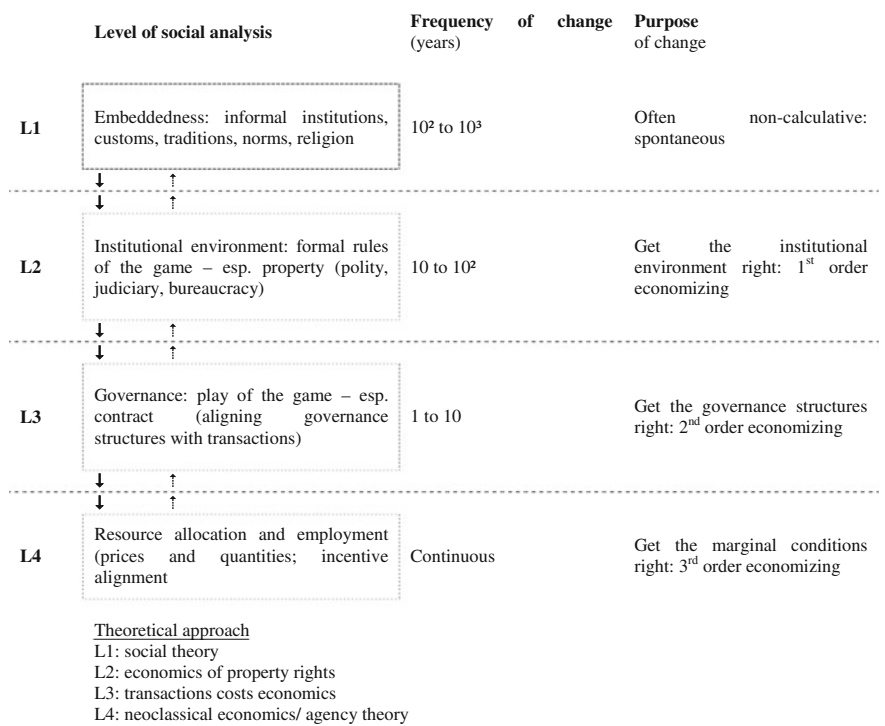 Level of social analysis
Frequency of change
(years)
Purpose
of change
L1
Embeddedness: informal institutions,
customs, traditions, norms, religion
10² to 10³
Often non-calculative:
spontaneous
L2
Institutional environment: formal rules
of the game – esp. property (polity,
judiciary, bureaucracy)
10 to 10²
Get the institutional
environment right: 1st order
economizing
L3
Governance: play of the game – esp.
contract (aligning governance
structures with transactions)
1 to 10
Get the governance structures
right: 2nd order economizing
L4
Resource allocation and employment
(prices and quantities; incentive
alignment
Continuous
Get the marginal conditions
right: 3rd order economizing
Theoretical approach
L1: social theory
L2: economics of property rights
L3: transactions costs economics
L4: neoclassical economics/ agency theory